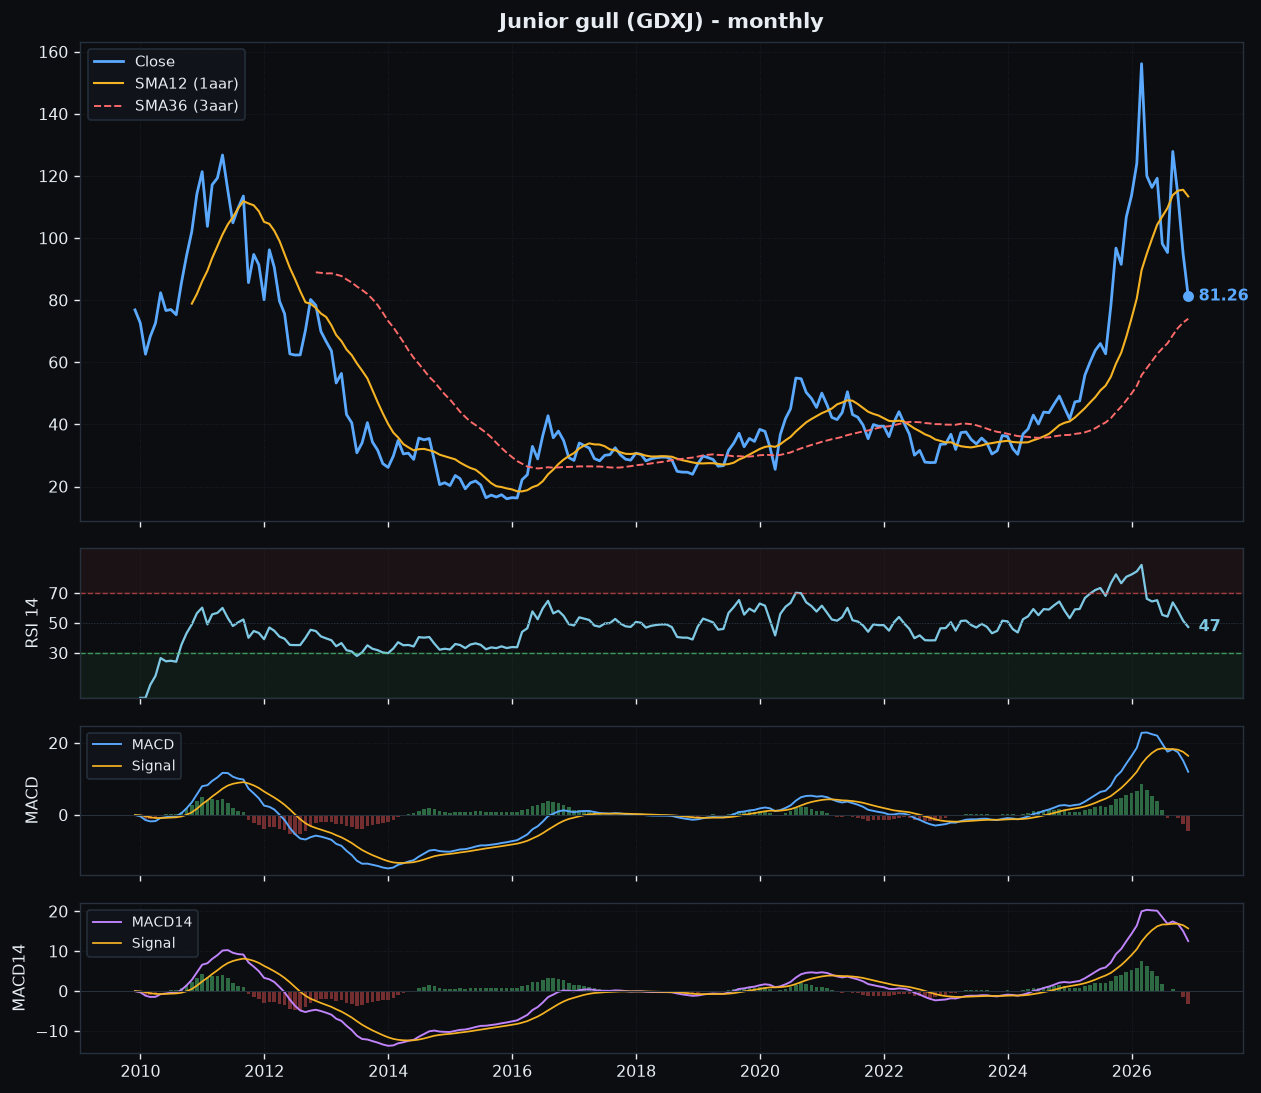 Junior gull (GDXJ) - monthly
Close
SMA12 (1aar)
SMA36 (3aar)
160
140
120
100
80
60
40
20
81.26
RSI 14
70
50
30
47
MACD
20
0
MACD
Signal
MACD14
20
10
0
−10
MACD14
Signal
2010 2012 2014 2016 2018 2020 2022 2024 2026